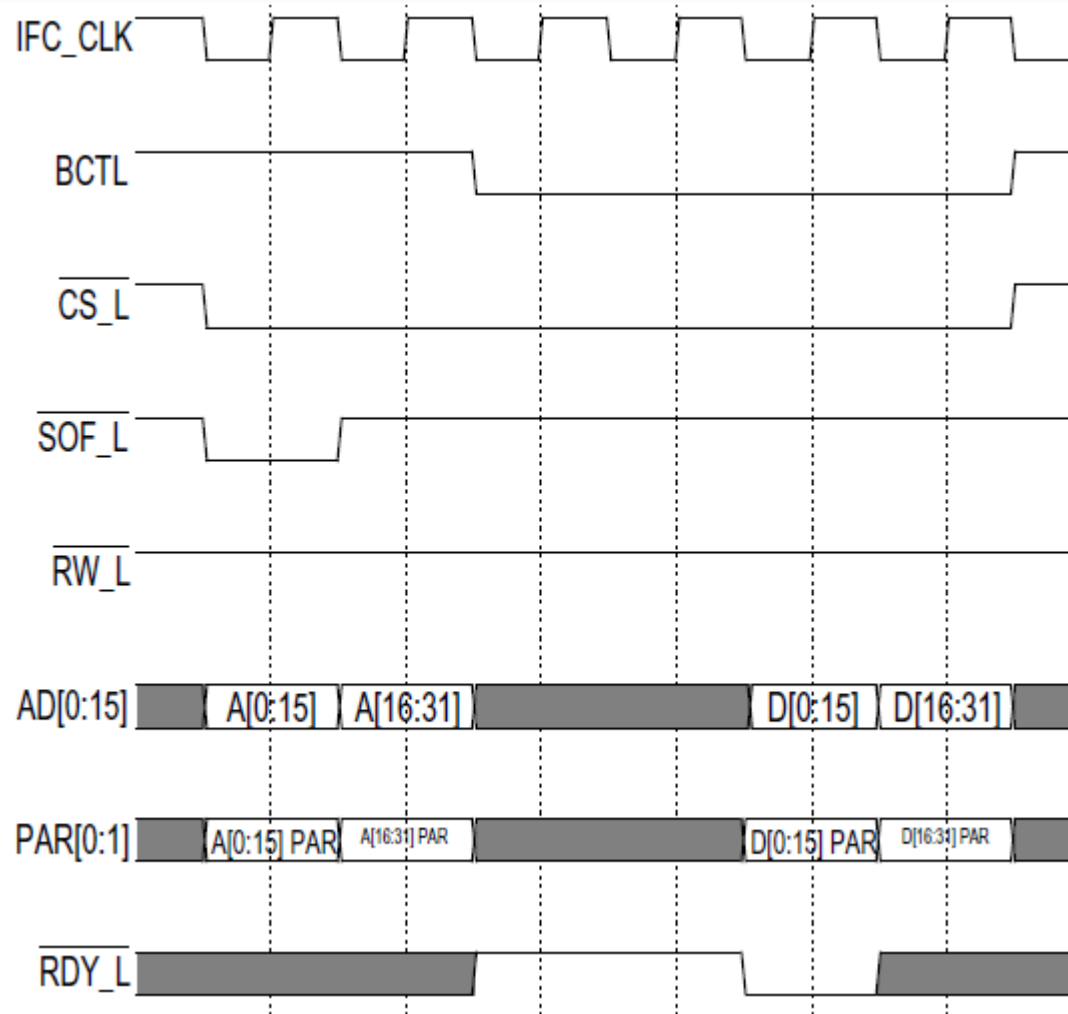 IFC_CLK
BCTL
CS_L
SOF_L
RW_L
AD[0:15] A[0:15] A[16:31] D[0:15] D[16:31]
PAR[0:1] A[0:15] PAR A[16:31] PAR D[0:15] PAR D[16:31] PAR
RDY_L